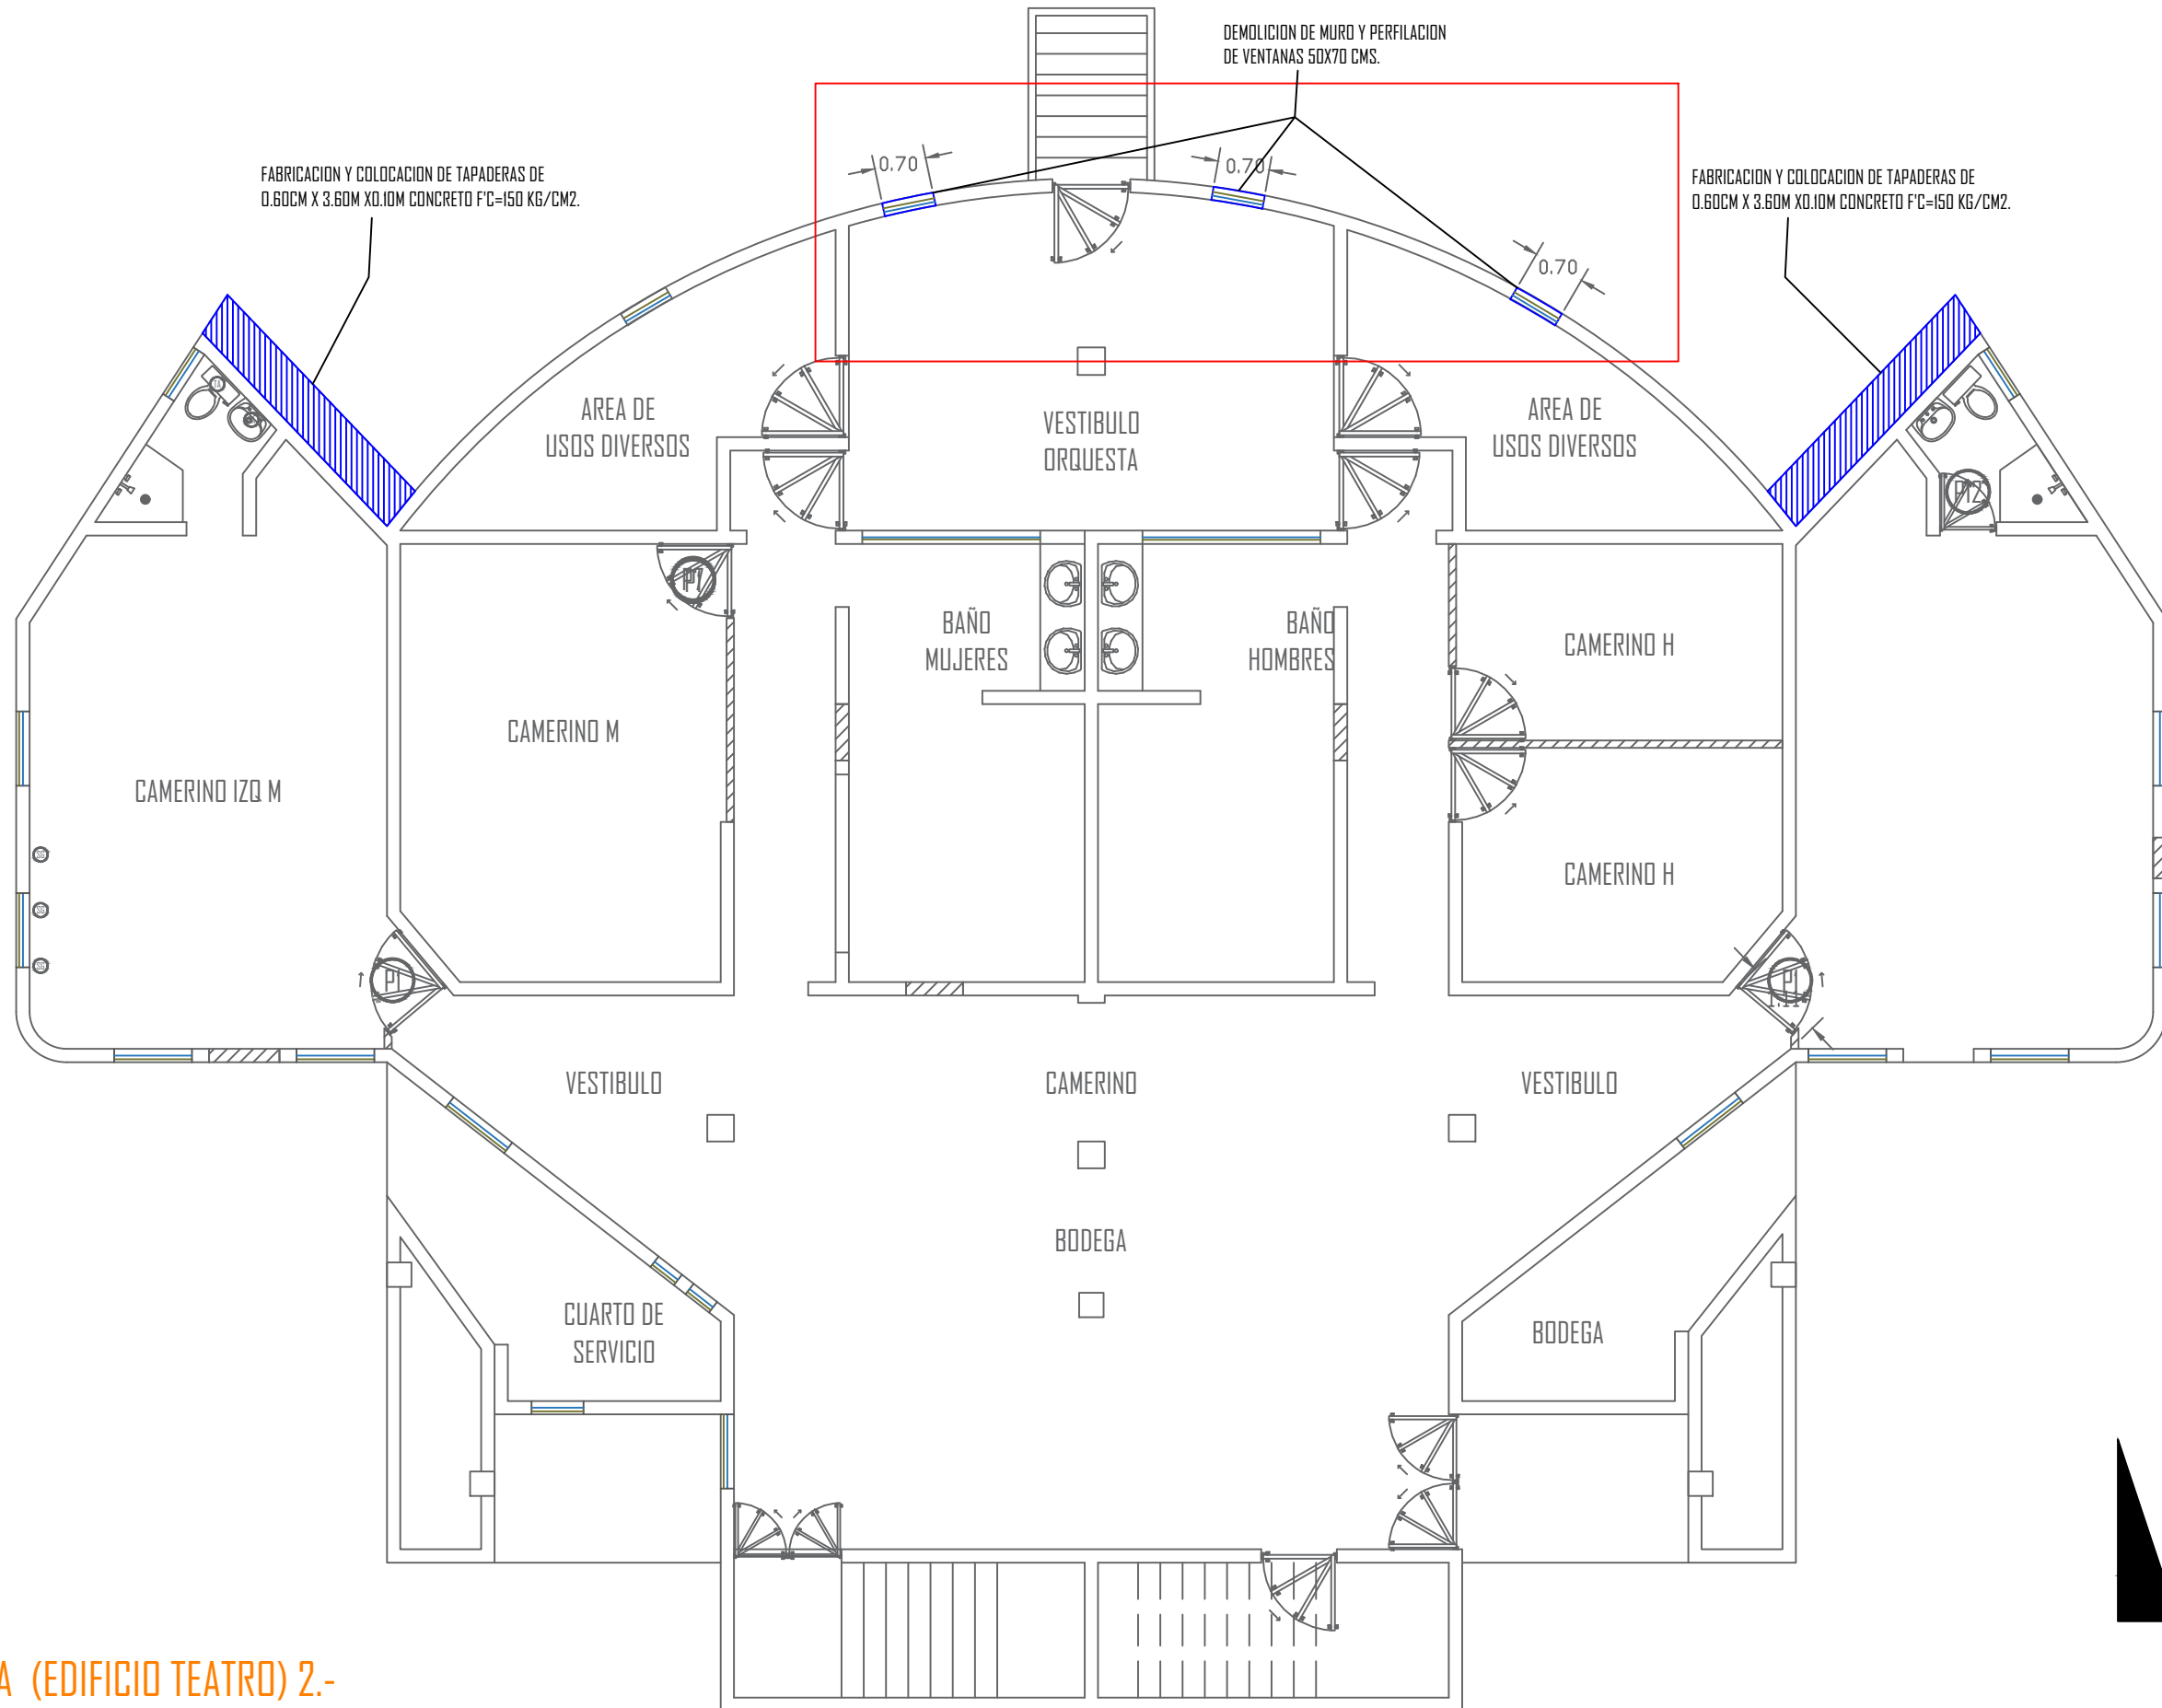 DEMOLICION DE MURO Y PERFILACION
DE VENTANAS 50X70 CMS.
FABRICACION Y COLOCACION DE TAPADERAS DE
0.60CM X 3.60M X0.10M CONCRETO F'C=150 KG/CM2.
FABRICACION Y COLOCACION DE TAPADERAS DE
0.60CM X 3.60M X0.10M CONCRETO F'C=150 KG/CM2.
0.70
0.70
0.70
TA
AREA DE
USOS DIVERSOS
VESTIBULO
ORQUESTA
AREA DE
USOS DIVERSOS
P12
P1
BAÑO
MUJERES
BAÑO
HOMBRES
CAMERINO H
CAMERINO M
CAMERINO IZQ M
CAMERINO H
P1
P1
VESTIBULO
CAMERINO
VESTIBULO
BODEGA
CUARTO DE
SERVICIO
BODEGA
A (EDIFICIO TEATRO) 2.-